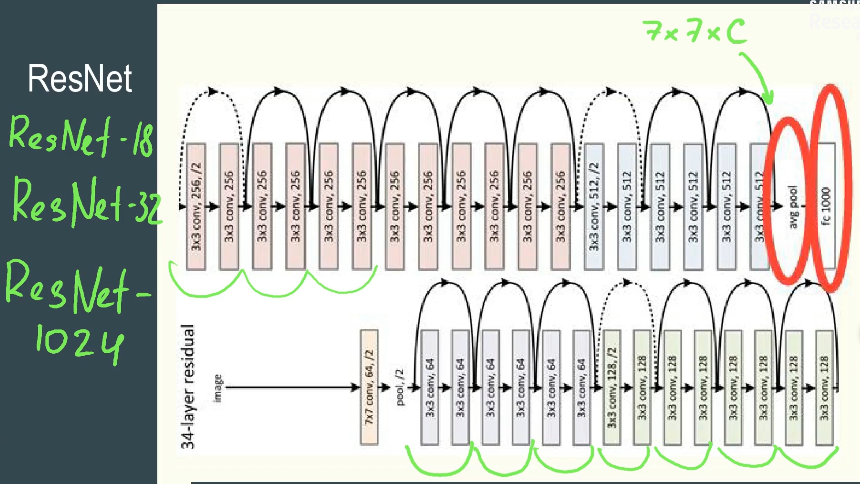 ResNet
ResNet-18
ResNet-32
ResNet-
1024
7x7xC
3x3 conv, 256, /2
3x3 conv, 256
3x3 conv, 256
3x3 conv, 256
3x3 conv, 256
3x3 conv, 256
3x3 conv, 256
3x3 conv, 256
3x3 conv, 256
3x3 conv, 256
3x3 conv, 256
3x3 conv, 256
3x3 conv, 512, /2
3x3 conv, 512
3x3 conv, 512
3x3 conv, 512
3x3 conv, 512
3x3 conv, 512
avg pool
fc 1000
34-layer residual
image
7x7 conv, 64, /2
pool, /2
3x3 conv, 64
3x3 conv, 64
3x3 conv, 64
3x3 conv, 64
3x3 conv, 64
3x3 conv, 64
3x3 conv, 128, /2
3x3 conv, 128
3x3 conv, 128
3x3 conv, 128
3x3 conv, 128
3x3 conv, 128
3x3 conv, 128
3x3 conv, 128